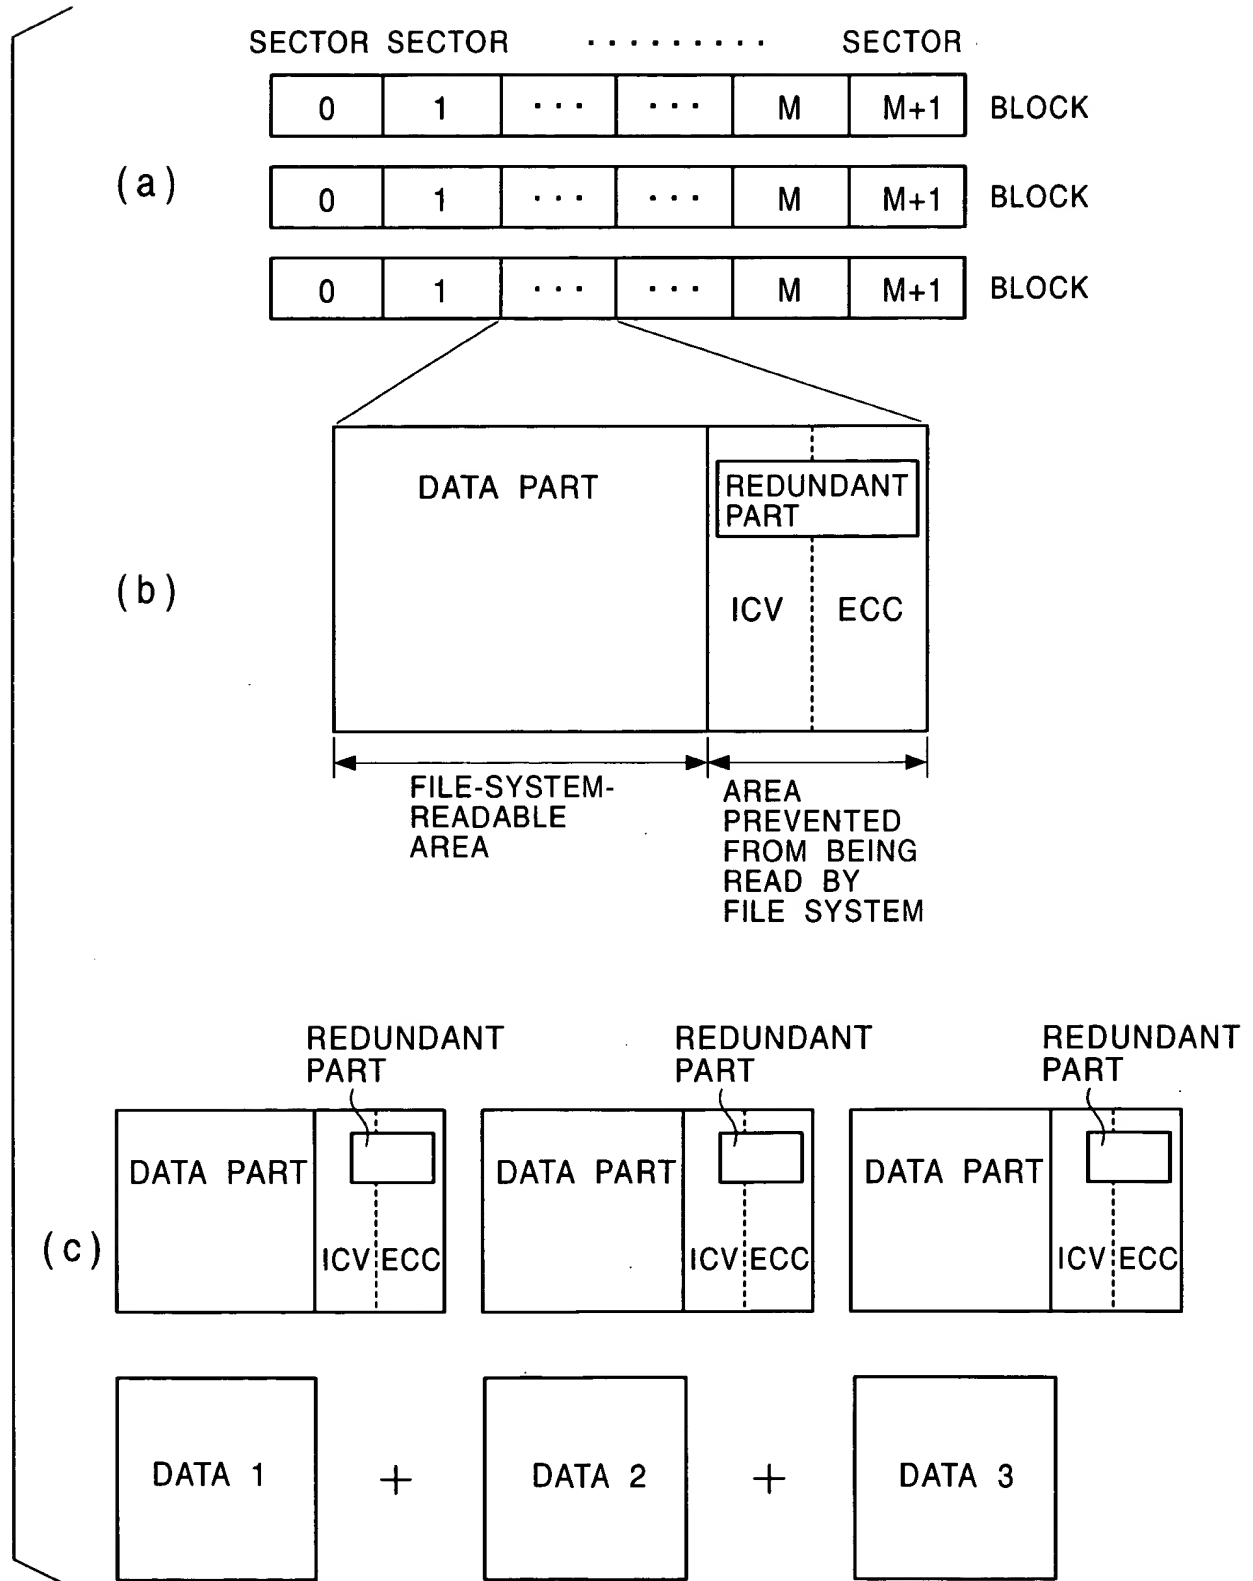 SECTOR SECTOR ········· SECTOR
0 1 ··· ··· M M+1 BLOCK
(a)
0 1 ··· ··· M M+1 BLOCK
0 1 ··· ··· M M+1 BLOCK
(b)
DATA PART
REDUNDANT
PART
ICV ECC
FILE-SYSTEM-
READABLE
AREA
AREA
PREVENTED
FROM BEING
READ BY
FILE SYSTEM
(c)
REDUNDANT
PART
DATA PART
ICV ECC
REDUNDANT
PART
DATA PART
ICV ECC
REDUNDANT
PART
DATA PART
ICV ECC
DATA 1 + DATA 2 + DATA 3